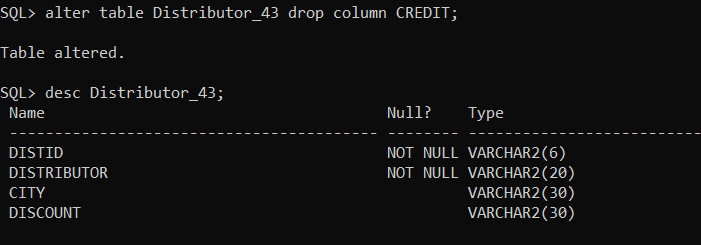 SQL> alter table Distributor_43 drop column CREDIT;
Table altered.
SQL> desc Distributor_43;
Name                                      Null?    Type
----------------------------------------- -------- --------------------------
DISTID                                    NOT NULL VARCHAR2(6)
DISTRIBUTOR                               NOT NULL VARCHAR2(20)
CITY                                               VARCHAR2(30)
DISCOUNT                                           VARCHAR2(30)